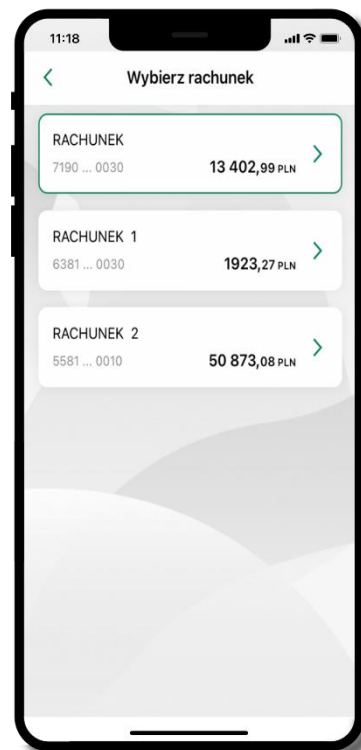 11:18
Wybierz rachunek
RACHUNEK
7190 ... 0030 13 402,99 PLN
RACHUNEK 1
6381 ... 0030 1923,27 PLN
RACHUNEK 2
5581 ... 0010 50 873,08 PLN